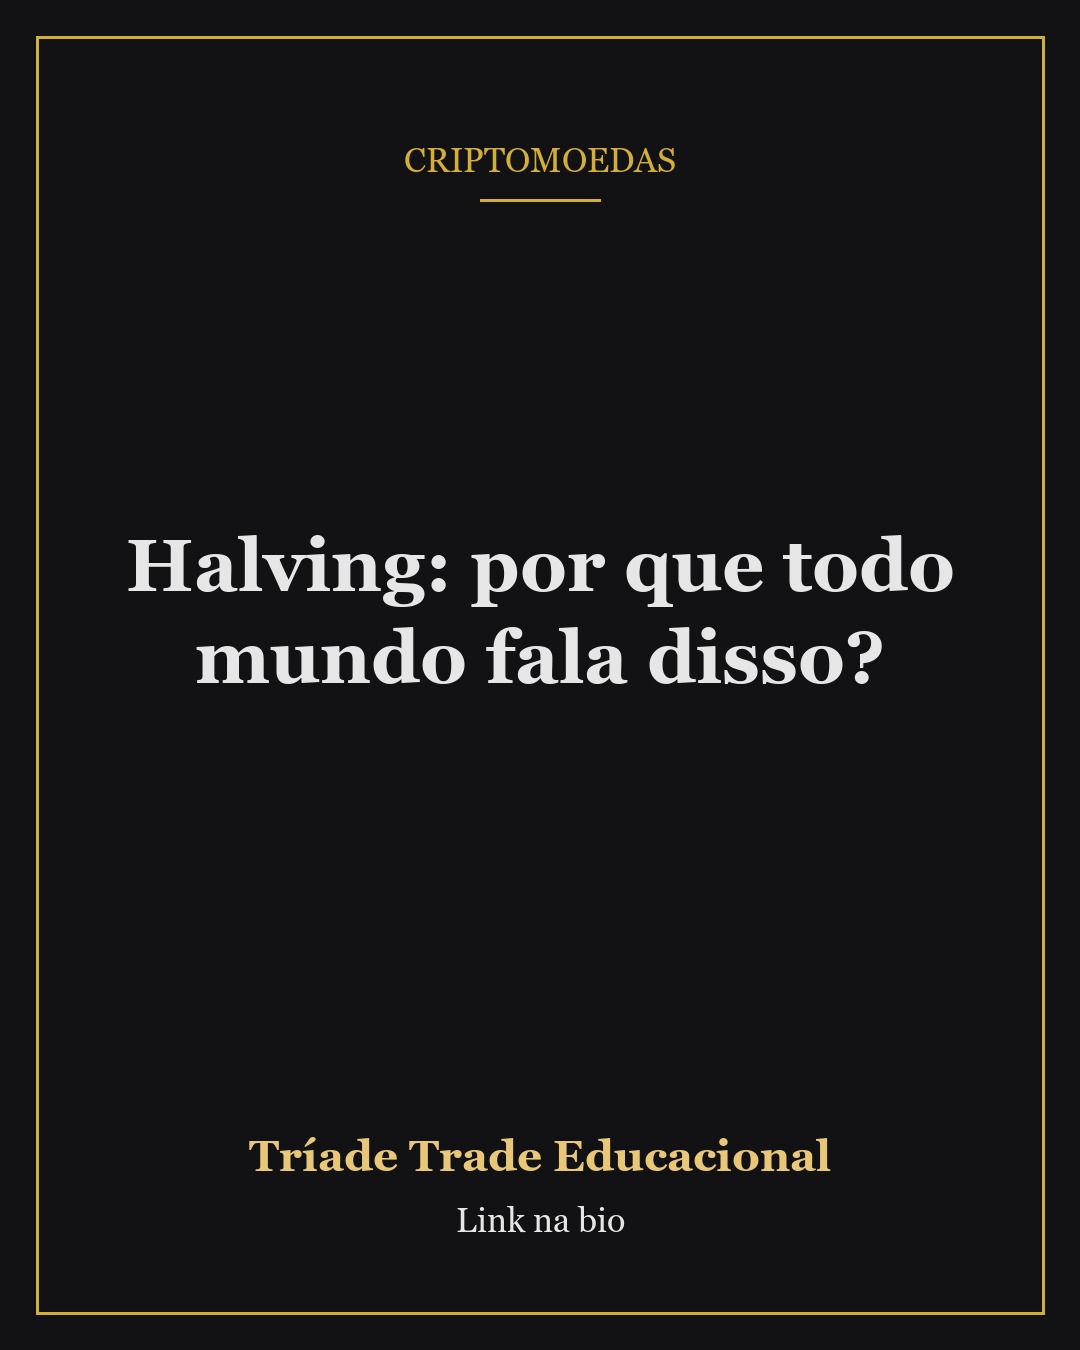 CRIPTOMOEDAS
Halving: por que todo
mundo fala disso?
Tríade Trade Educacional
Link na bio